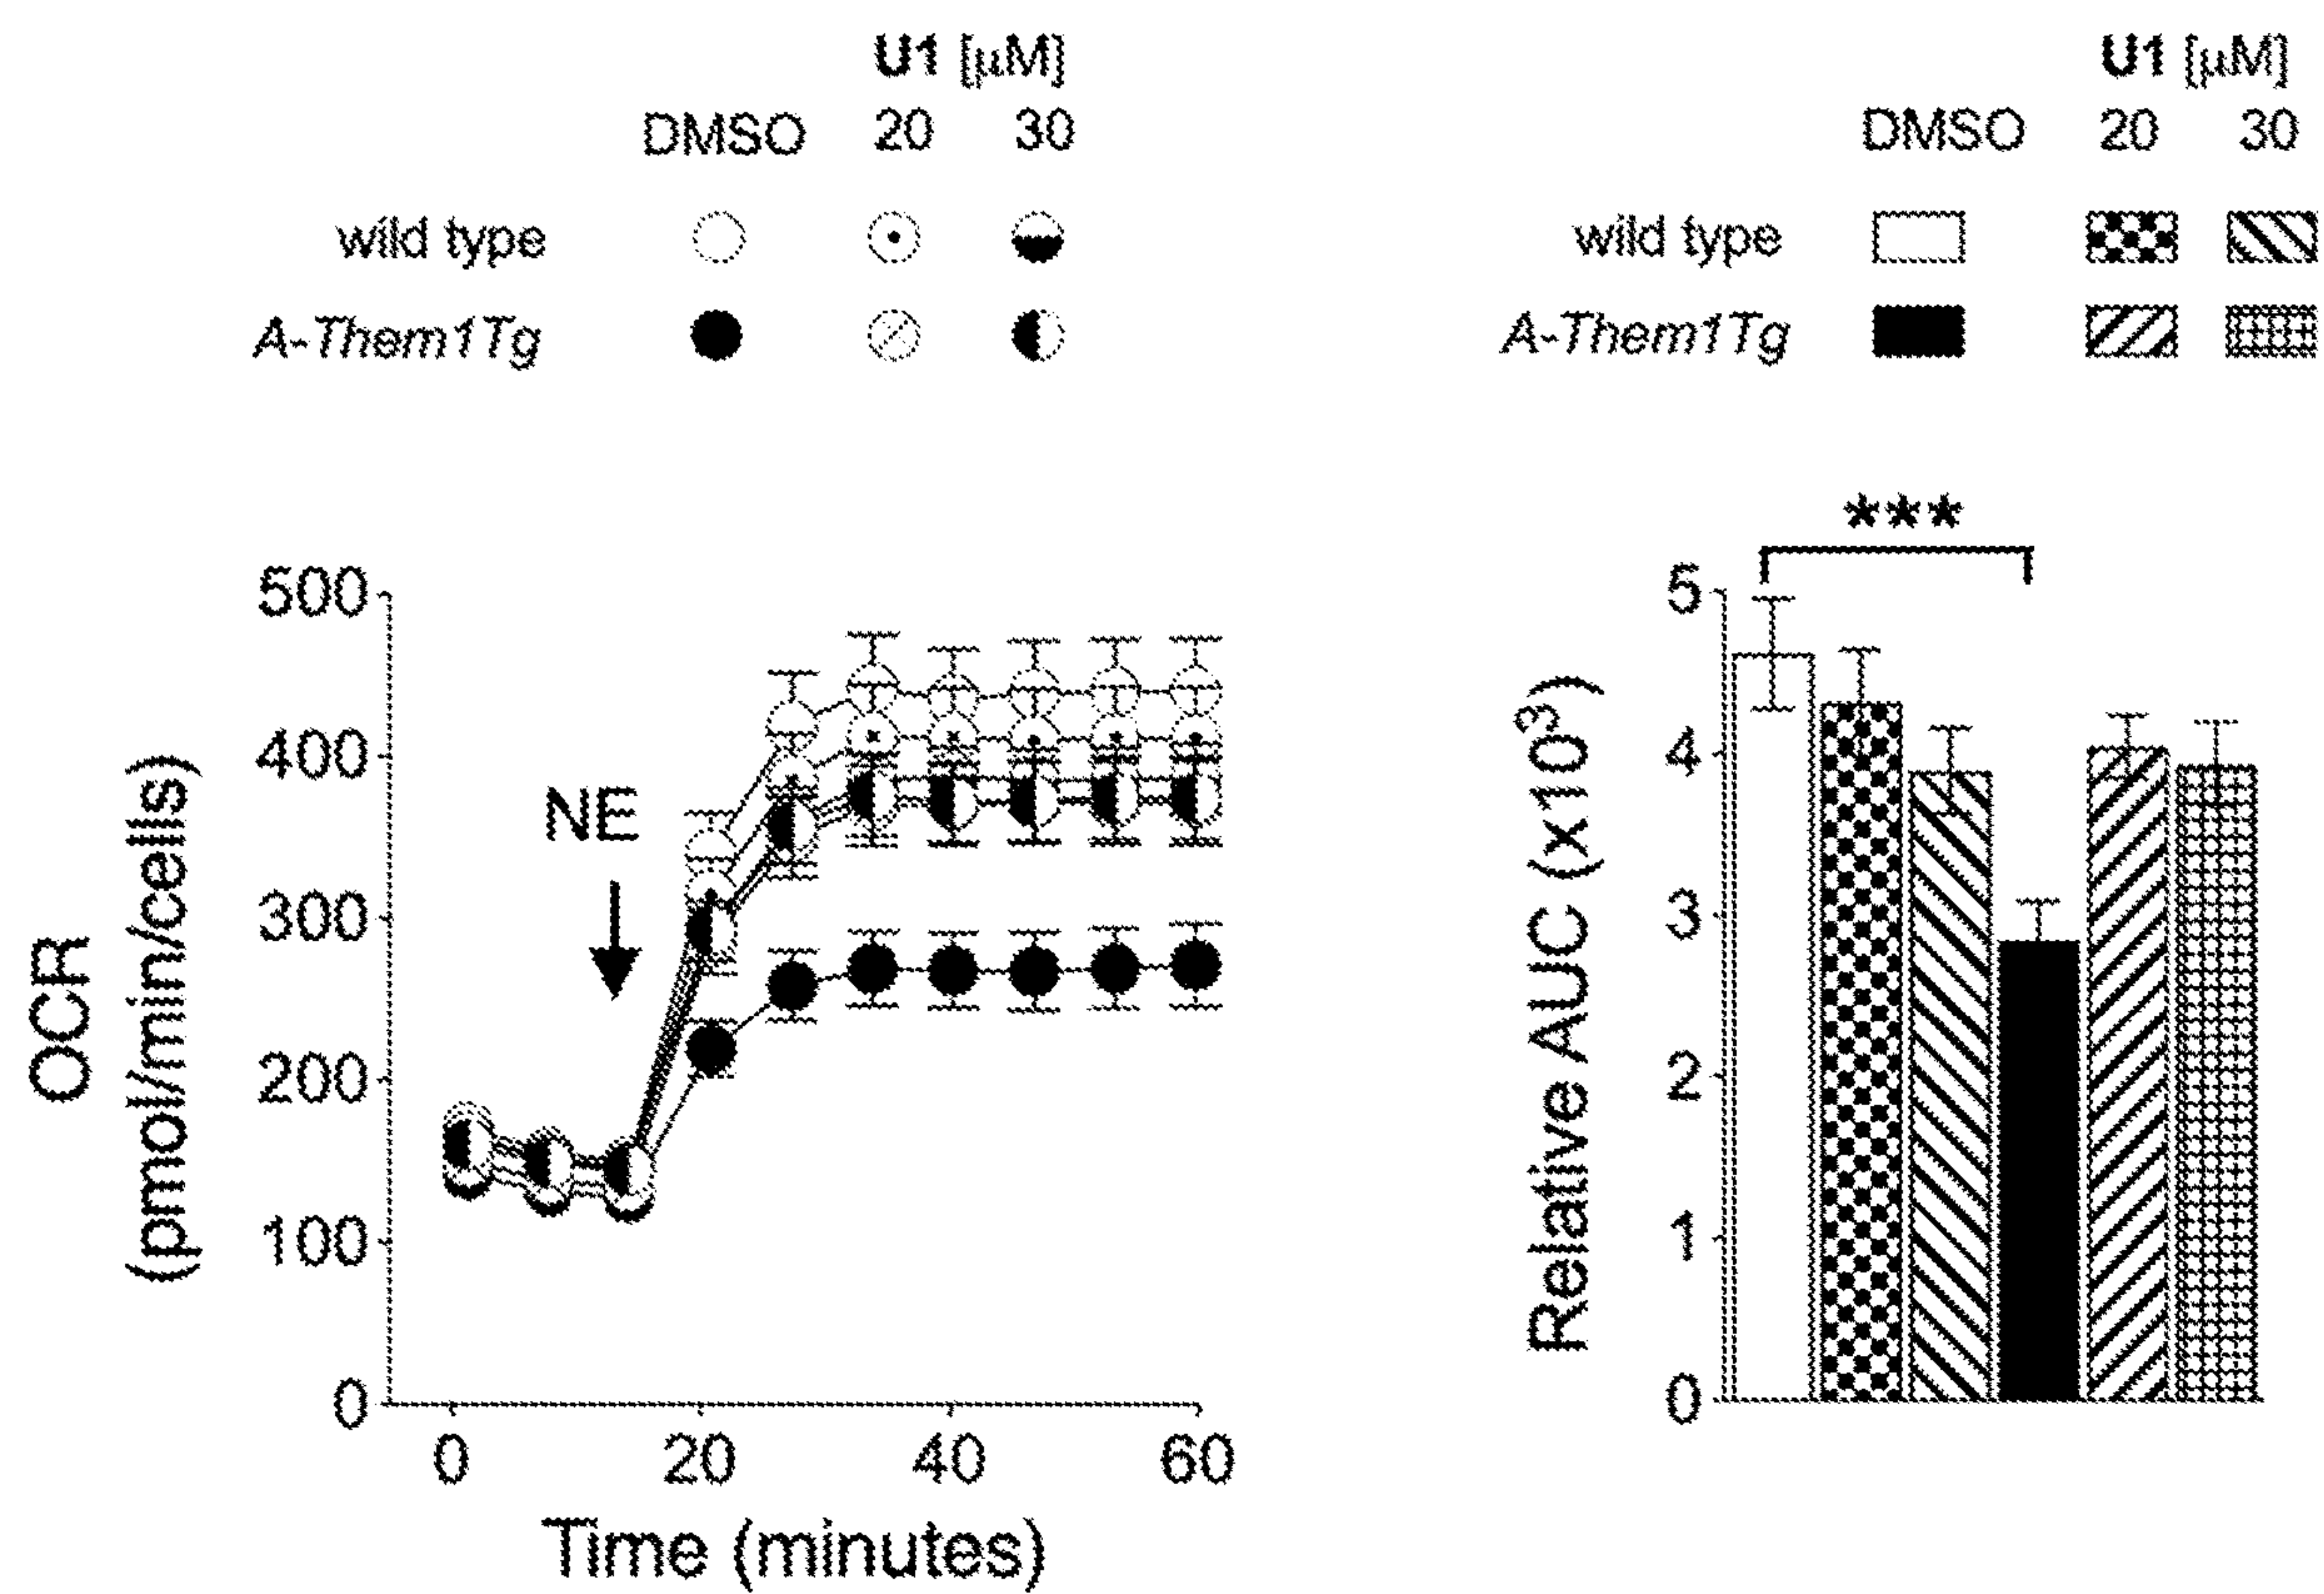 U1 [μM]
DMSO 20 30
wild type
A-Them1Tg
500
400
300
200
100
0
OCR
(pmol/min/cells)
NE
0 20 40 60
Time (minutes)
U1 [μM]
DMSO 20 30
wild type
A-Them1Tg
***
5
4
3
2
1
0
Relative AUC (x10³)